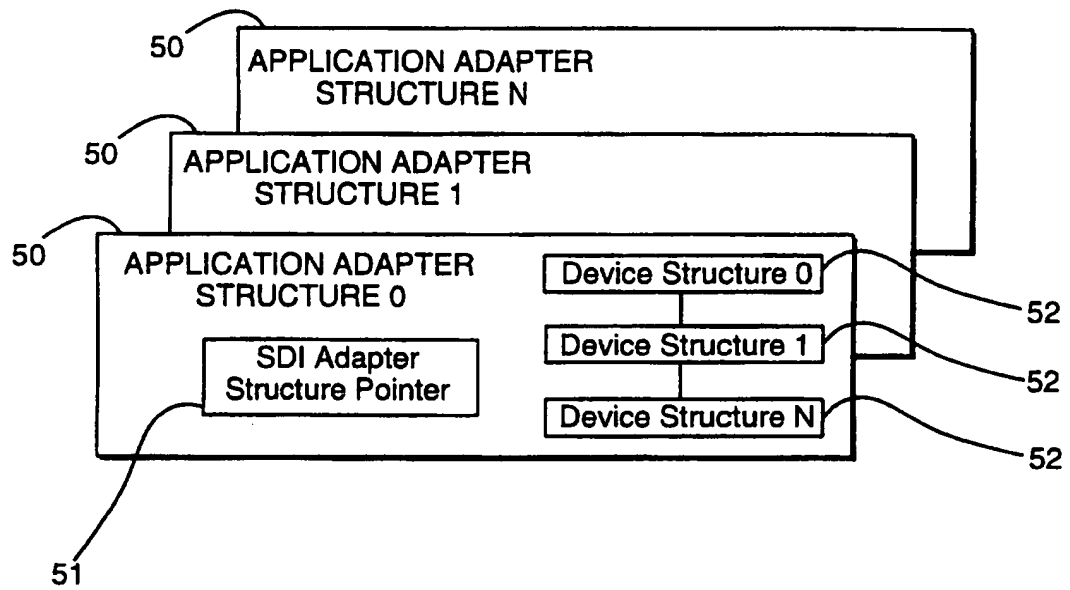 50
APPLICATION ADAPTER
STRUCTURE N
50
APPLICATION ADAPTER
STRUCTURE 1
50
APPLICATION ADAPTER
STRUCTURE 0
Device Structure 0
52
SDI Adapter
Structure Pointer
Device Structure 1
52
Device Structure N
52
51